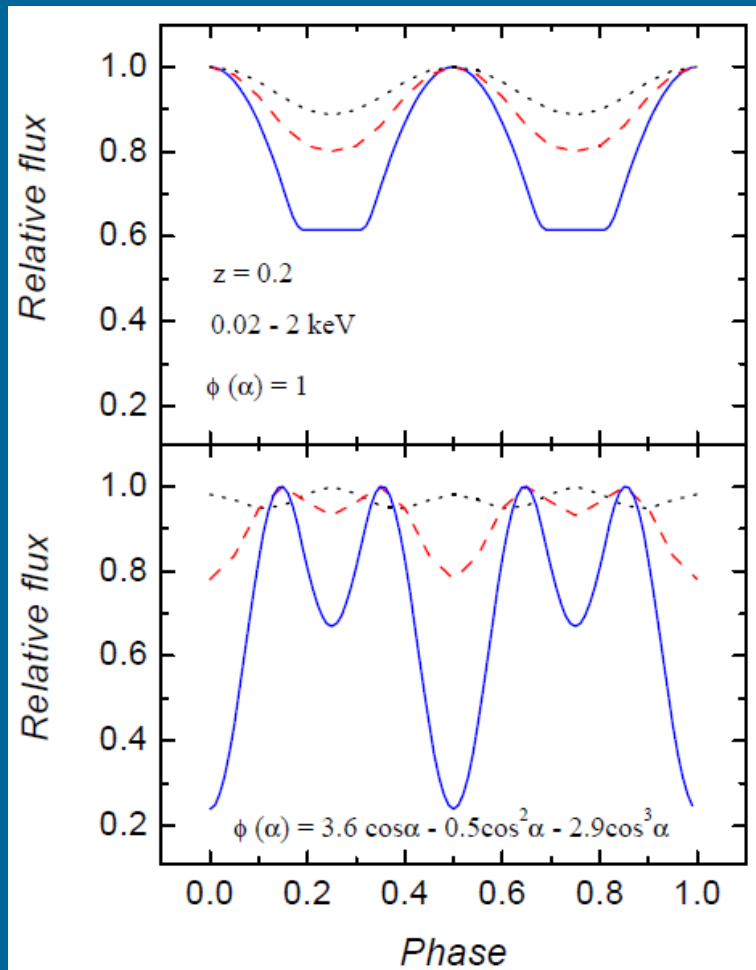 Relative flux
1.0
0.8
0.6
0.4
0.2
z = 0.2
0.02 - 2 keV
ϕ (α) = 1
Relative flux
1.0
0.8
0.6
0.4
0.2
ϕ (α) = 3.6 cosα - 0.5cos²α - 2.9cos³α
0.0 0.2 0.4 0.6 0.8 1.0
Phase